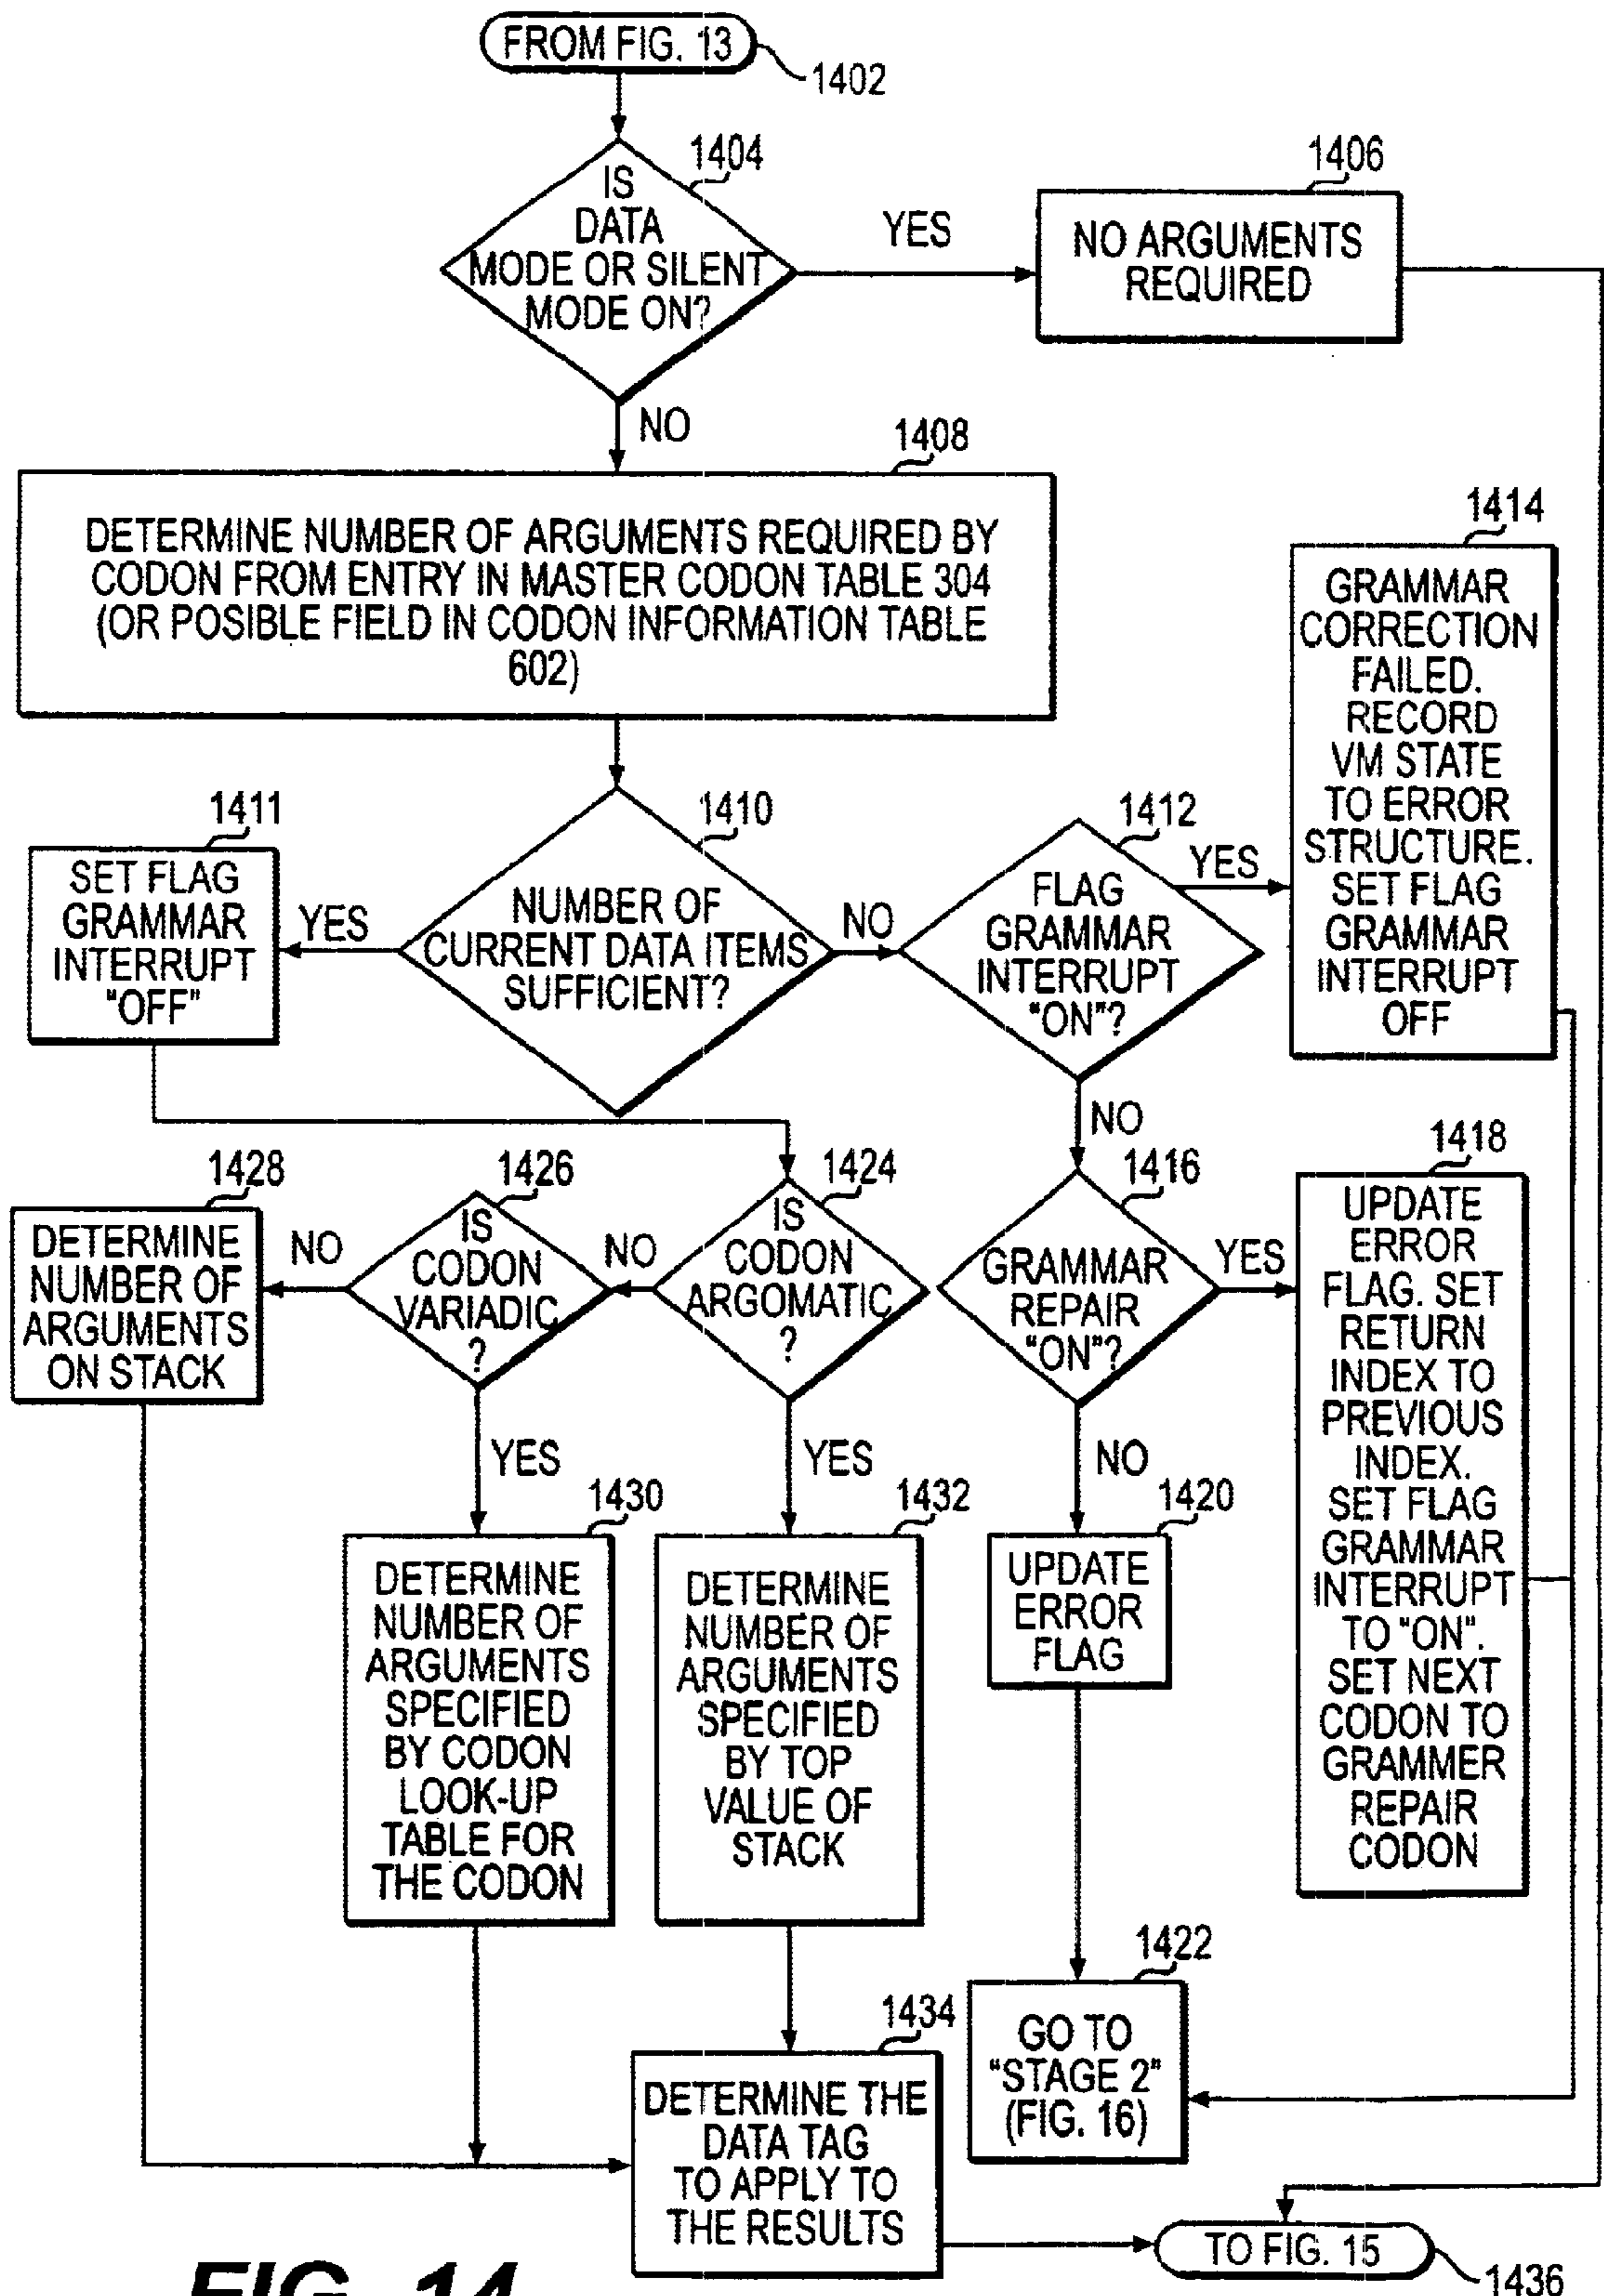 FROM FIG. 13
1402
1404
IS
DATA
MODE OR SILENT
MODE ON?
YES
1406
NO ARGUMENTS
REQUIRED
NO
1408
DETERMINE NUMBER OF ARGUMENTS REQUIRED BY
CODON FROM ENTRY IN MASTER CODON TABLE 304
(OR POSIBLE FIELD IN CODON INFORMATION TABLE
602)
1410
NUMBER OF
CURRENT DATA ITEMS
SUFFICIENT?
YES
1411
SET FLAG
GRAMMAR
INTERRUPT
"OFF"
NO
1412
FLAG
GRAMMAR
INTERRUPT
"ON"?
YES
1414
GRAMMAR
CORRECTION
FAILED.
RECORD
VM STATE
TO ERROR
STRUCTURE.
SET FLAG
GRAMMAR
INTERRUPT
OFF
NO
1416
GRAMMAR
REPAIR
"ON"?
YES
1418
UPDATE
ERROR
FLAG. SET
RETURN
INDEX TO
PREVIOUS
INDEX.
SET FLAG
GRAMMAR
INTERRUPT
TO "ON".
SET NEXT
CODON TO
GRAMMER
REPAIR
CODON
NO
1420
UPDATE
ERROR
FLAG
1422
GO TO
"STAGE 2"
(FIG. 16)
1424
IS
CODON
ARGOMATIC
?
NO
1426
IS
CODON
VARIADIC
?
NO
1428
DETERMINE
NUMBER OF
ARGUMENTS
ON STACK
YES
1430
DETERMINE
NUMBER OF
ARGUMENTS
SPECIFIED
BY CODON
LOOK-UP
TABLE FOR
THE CODON
YES
1432
DETERMINE
NUMBER OF
ARGUMENTS
SPECIFIED
BY TOP
VALUE OF
STACK
1434
DETERMINE THE
DATA TAG
TO APPLY TO
THE RESULTS
TO FIG. 15
1436
FIG. 14